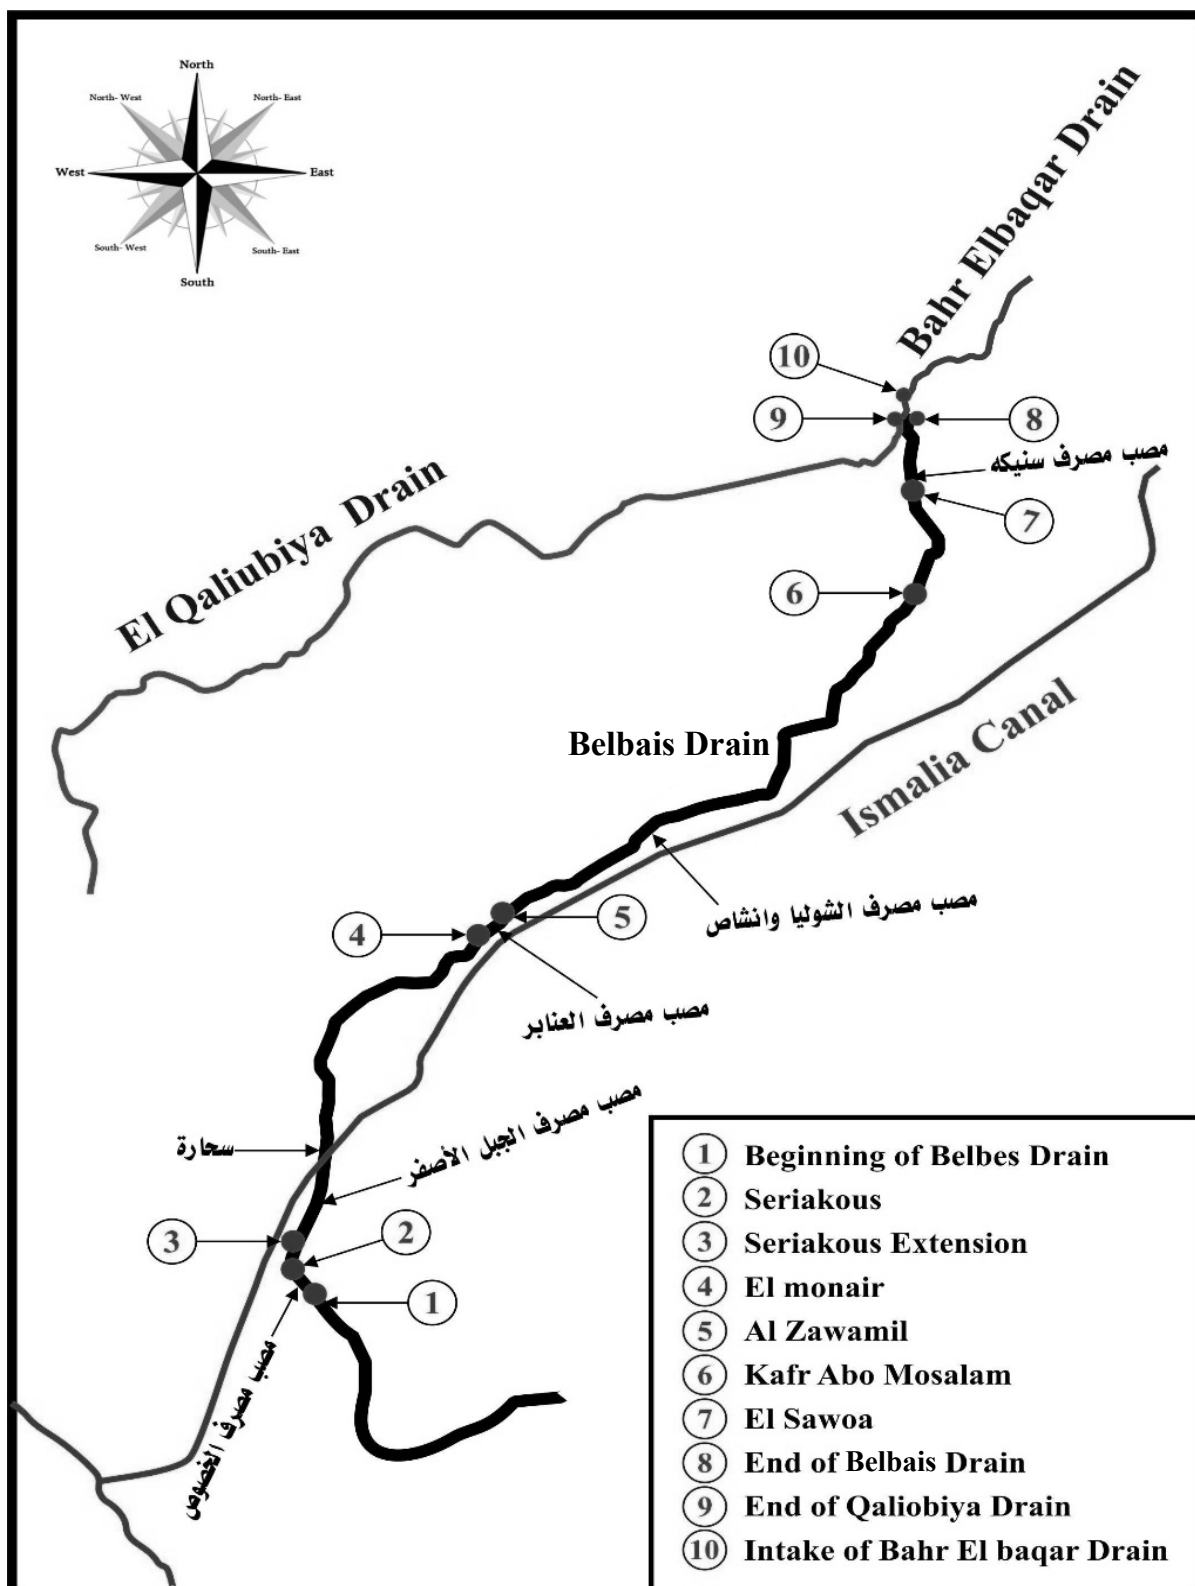 North
North- West
North- East
West
East
South- West
South- East
South
Bahr Elbaqar Drain
10
9
8
مصب مصرف سنيكه
7
El Qaliubiya Drain
6
Belbais Drain
Ismalia Canal
مصب مصرف الشوليا وانشاص
5
4
مصب مصرف العنابر
مصب مصرف الجبل الأصفر
سحارة
3
2
1
مصب مصرف الخصوص
1 Beginning of Belbes Drain
2 Seriakous
3 Seriakous Extension
4 El monair
5 Al Zawamil
6 Kafr Abo Mosalam
7 El Sawoa
8 End of Belbais Drain
9 End of Qaliobiya Drain
10 Intake of Bahr El baqar Drain